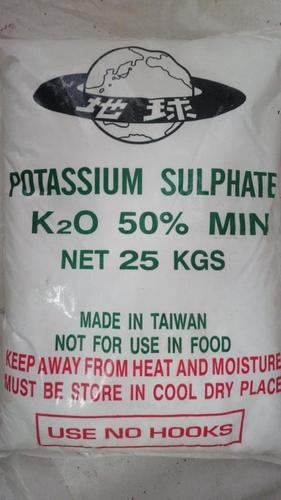 地球
POTASSIUM SULPHATE
K2O 50% MIN
NET 25 KGS
MADE IN TAIWAN
NOT FOR USE IN FOOD
KEEP AWAY FROM HEAT AND MOISTURE
MUST BE STORE IN COOL DRY PLACE
USE NO HOOKS